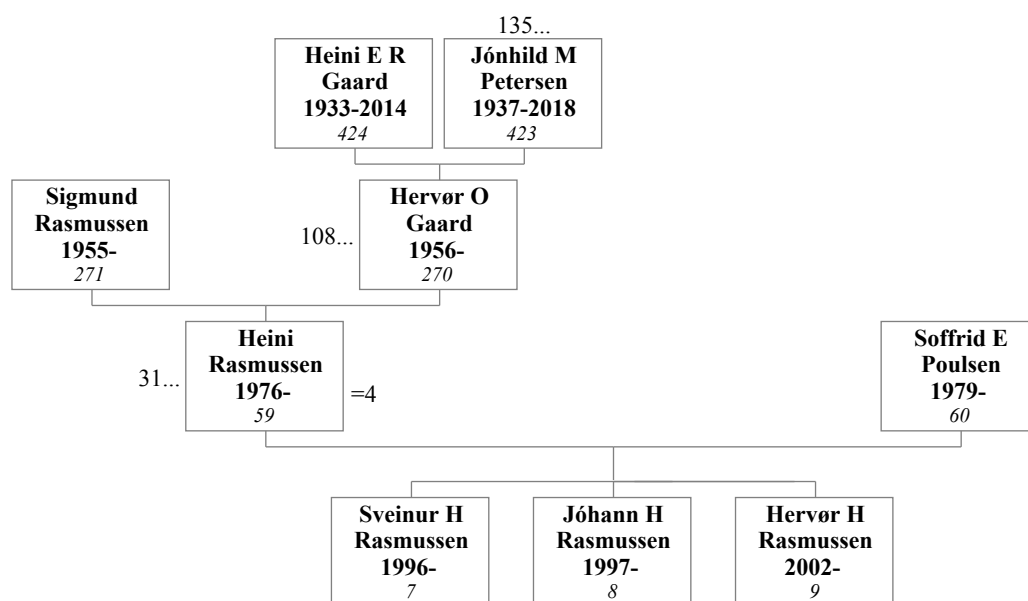 135...
Heini E R
Gaard
1933-2014
424
Jónhild M
Petersen
1937-2018
423
Sigmund
Rasmussen
1955-
271
108...
Hervør O
Gaard
1956-
270
31...
Heini
Rasmussen
1976-
59
=4
Soffrid E
Poulsen
1979-
60
Sveinur H
Rasmussen
1996-
7
Jóhann H
Rasmussen
1997-
8
Hervør H
Rasmussen
2002-
9